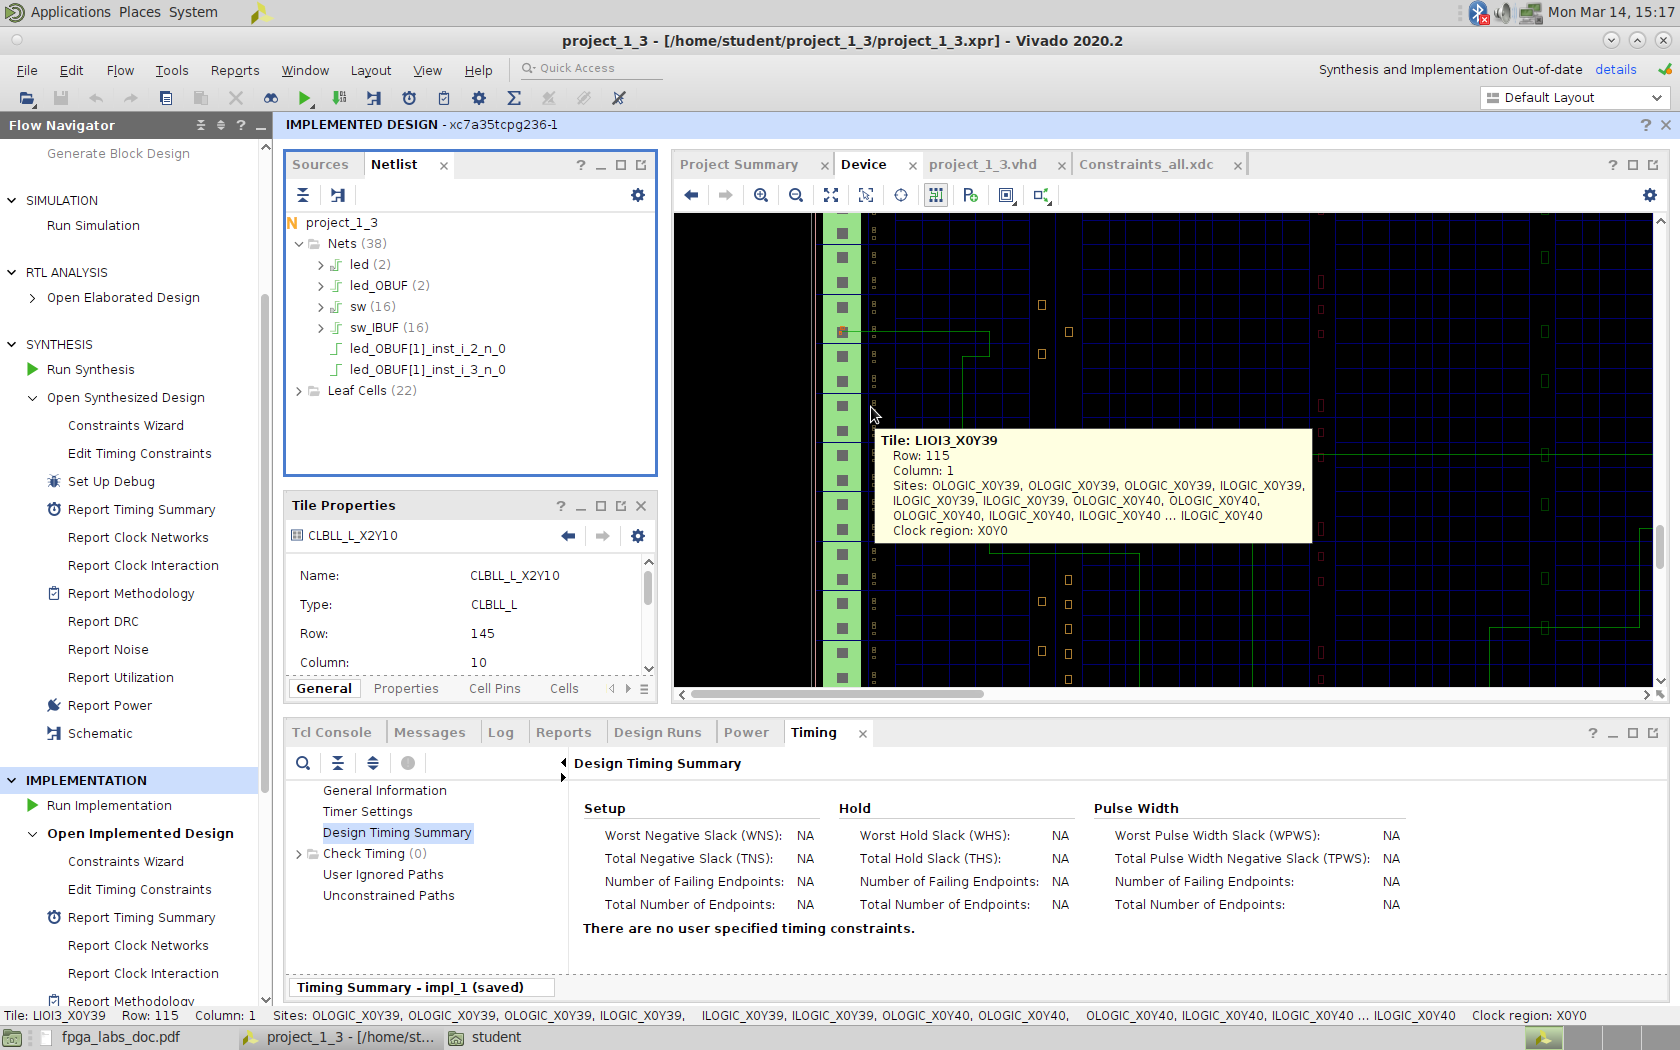 Applications Places System
Mon Mar 14, 15:17
project_1_3 - [/home/student/project_1_3/project_1_3.xpr] - Vivado 2020.2
File Edit Flow Tools Reports Window Layout View Help
Quick Access
Synthesis and Implementation Out-of-date details
Default Layout
Flow Navigator
IMPLEMENTED DESIGN - xc7a35tcpg236-1
Generate Block Design
SIMULATION
Run Simulation
RTL ANALYSIS
Open Elaborated Design
SYNTHESIS
Run Synthesis
Open Synthesized Design
Constraints Wizard
Edit Timing Constraints
Set Up Debug
Report Timing Summary
Report Clock Networks
Report Clock Interaction
Report Methodology
Report DRC
Report Noise
Report Utilization
Report Power
Schematic
IMPLEMENTATION
Run Implementation
Open Implemented Design
Constraints Wizard
Edit Timing Constraints
Report Timing Summary
Report Clock Networks
Report Clock Interaction
Report Methodology
Sources Netlist
project_1_3
Nets (38)
led (2)
led_OBUF (2)
sw (16)
sw_IBUF (16)
led_OBUF[1]_inst_i_2_n_0
led_OBUF[1]_inst_i_3_n_0
Leaf Cells (22)
Tile Properties
CLBLL_L_X2Y10
Name: CLBLL_L_X2Y10
Type: CLBLL_L
Row: 145
Column: 10
General Properties Cell Pins Cells
Project Summary Device project_1_3.vhd Constraints_all.xdc
Tile: LIOI3_X0Y39
Row: 115
Column: 1
Sites: OLOGIC_X0Y39, OLOGIC_X0Y39, OLOGIC_X0Y39, ILOGIC_X0Y39,
ILOGIC_X0Y39, ILOGIC_X0Y39, OLOGIC_X0Y40, OLOGIC_X0Y40,
OLOGIC_X0Y40, ILOGIC_X0Y40, ILOGIC_X0Y40 ... ILOGIC_X0Y40
Clock region: X0Y0
Tcl Console Messages Log Reports Design Runs Power Timing
General Information
Timer Settings
Design Timing Summary
Check Timing (0)
User Ignored Paths
Unconstrained Paths
Design Timing Summary
Setup Hold Pulse Width
Worst Negative Slack (WNS): NA Worst Hold Slack (WHS): NA Worst Pulse Width Slack (WPWS): NA
Total Negative Slack (TNS): NA Total Hold Slack (THS): NA Total Pulse Width Negative Slack (TPWS): NA
Number of Failing Endpoints: NA Number of Failing Endpoints: NA Number of Failing Endpoints: NA
Total Number of Endpoints: NA Total Number of Endpoints: NA Total Number of Endpoints: NA
There are no user specified timing constraints.
Timing Summary - impl_1 (saved)
Tile: LIOI3_X0Y39 Row: 115 Column: 1 Sites: OLOGIC_X0Y39, OLOGIC_X0Y39, OLOGIC_X0Y39, ILOGIC_X0Y39, ILOGIC_X0Y39, ILOGIC_X0Y39, OLOGIC_X0Y40, OLOGIC_X0Y40, OLOGIC_X0Y40, ILOGIC_X0Y40, ILOGIC_X0Y40 ... ILOGIC_X0Y40 Clock region: X0Y0
fpga_labs_doc.pdf project_1_3 - [/home/st... student